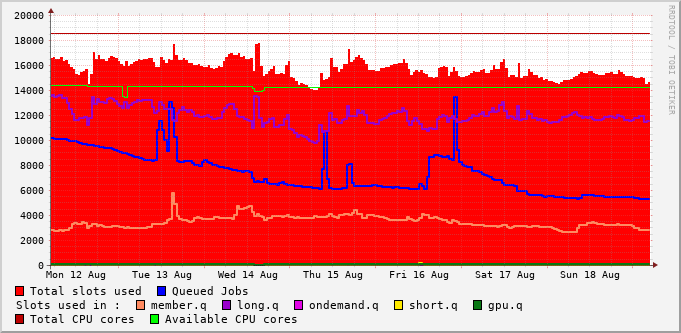 20000
18000
16000
14000
12000
10000
8000
6000
4000
2000
0
Mon 12 Aug Tue 13 Aug Wed 14 Aug Thu 15 Aug Fri 16 Aug Sat 17 Aug Sun 18 Aug
RRDTOOL / TOBI OETIKER
Total slots used Queued Jobs
Slots used in : member.q long.q ondemand.q short.q gpu.q
Total CPU cores Available CPU cores